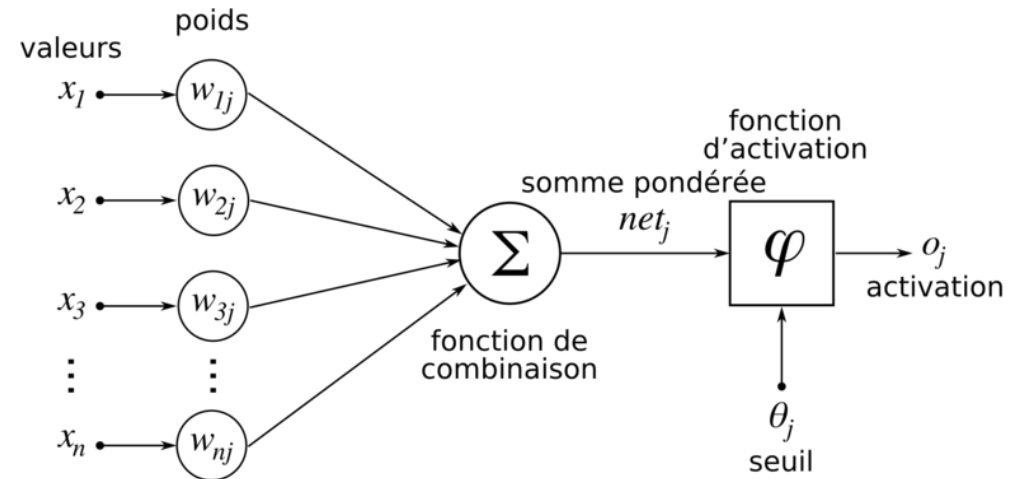 poids
valeurs
x1
w1j
x2
w2j
x3
w3j
⋮
⋮
xn
wnj
Σ
fonction de
combinaison
somme pondérée
netj
fonction
d'activation
φ
oj
activation
θj
seuil